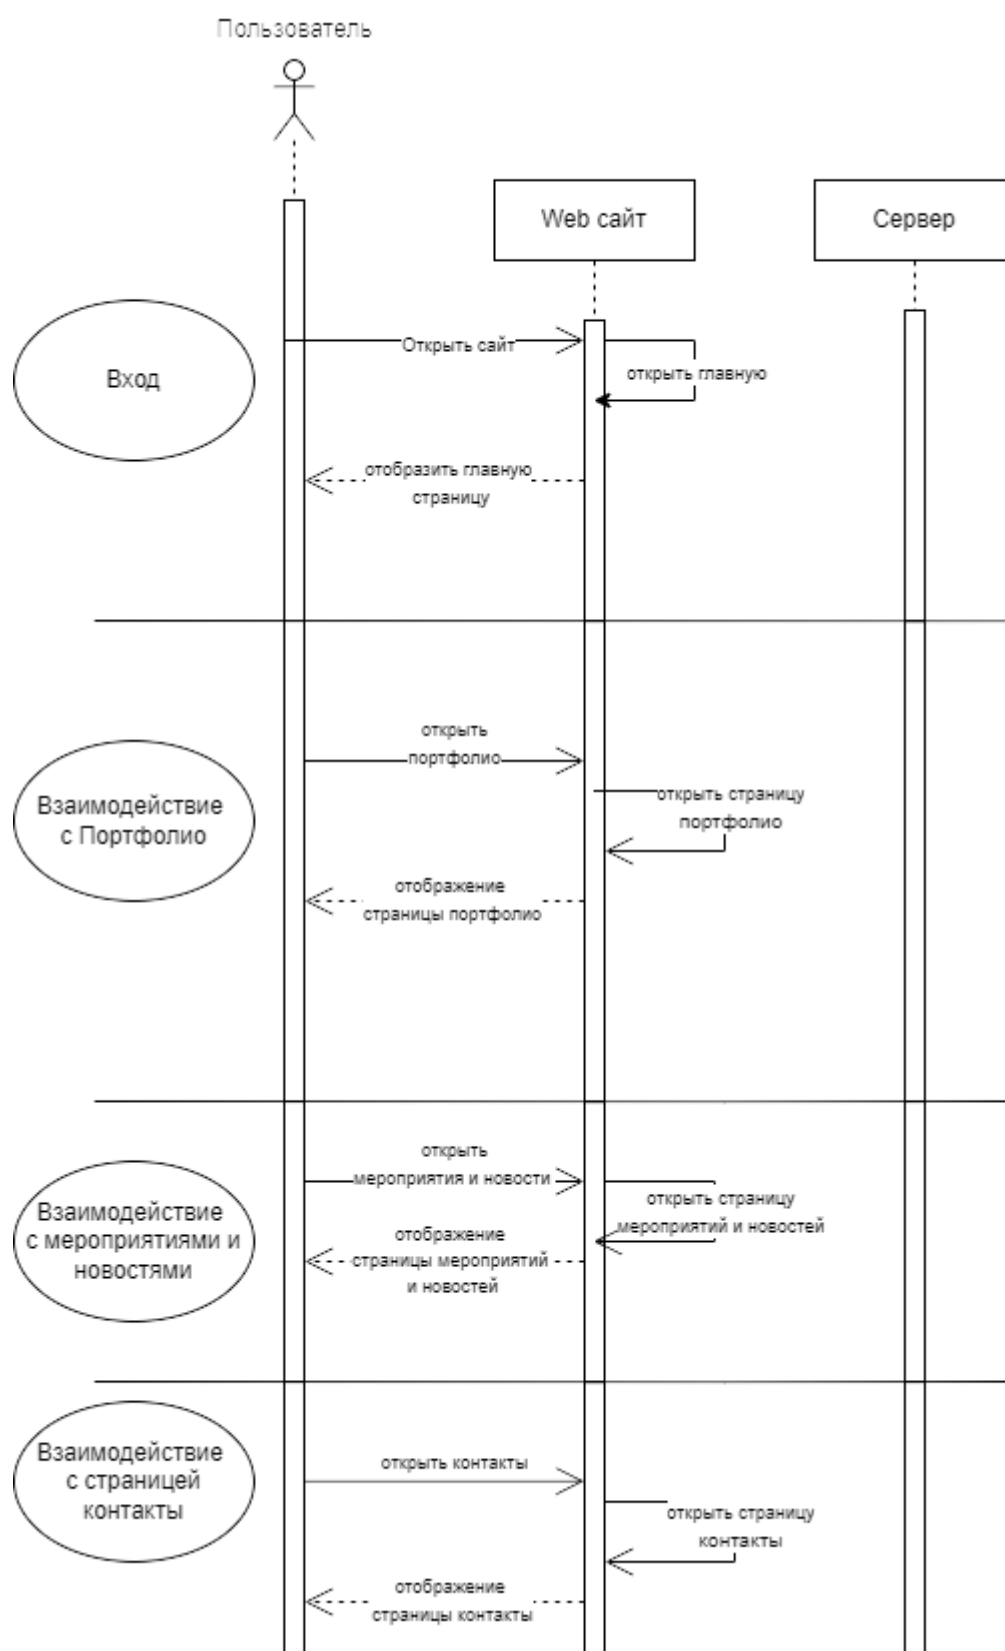 Пользователь
Web сайт
Сервер
Вход
Открыть сайт
открыть главную
отобразить главную
страницу
Взаимодействие
с Портфолио
открыть
портфолио
открыть страницу
портфолио
отображение
страницы портфолио
Взаимодействие
с мероприятиями и
новостями
открыть
мероприятия и новости
открыть страницу
мероприятий и новостей
отображение
страницы мероприятий
и новостей
Взаимодействие
с страницей
контакты
открыть контакты
открыть страницу
контакты
отображение
страницы контакты